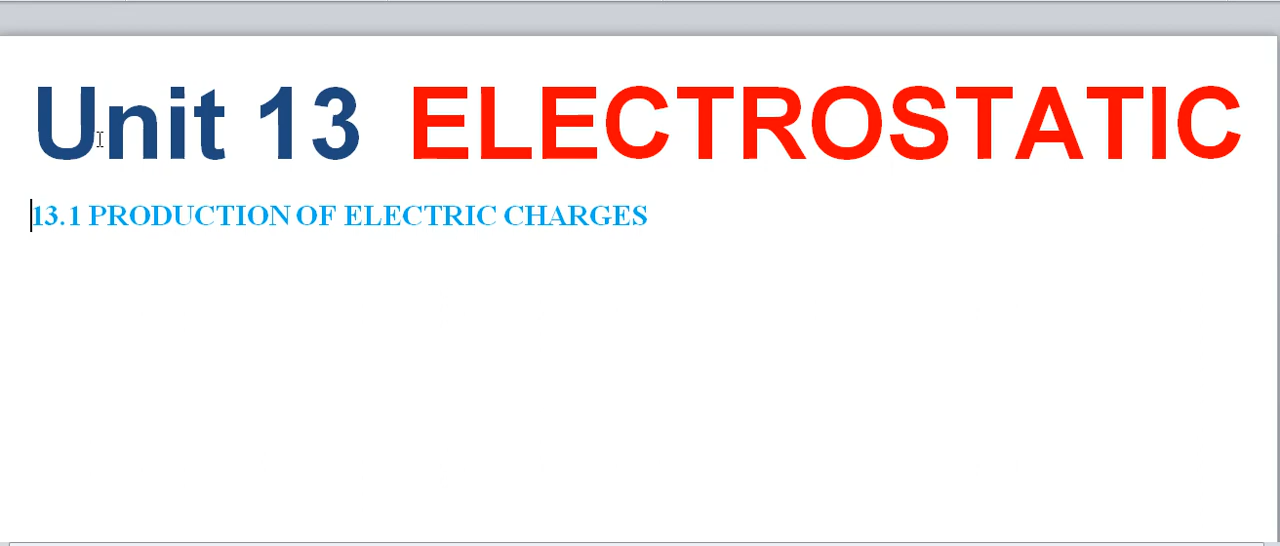 Unit 13 ELECTROSTATIC
13.1 PRODUCTION OF ELECTRIC CHARGES